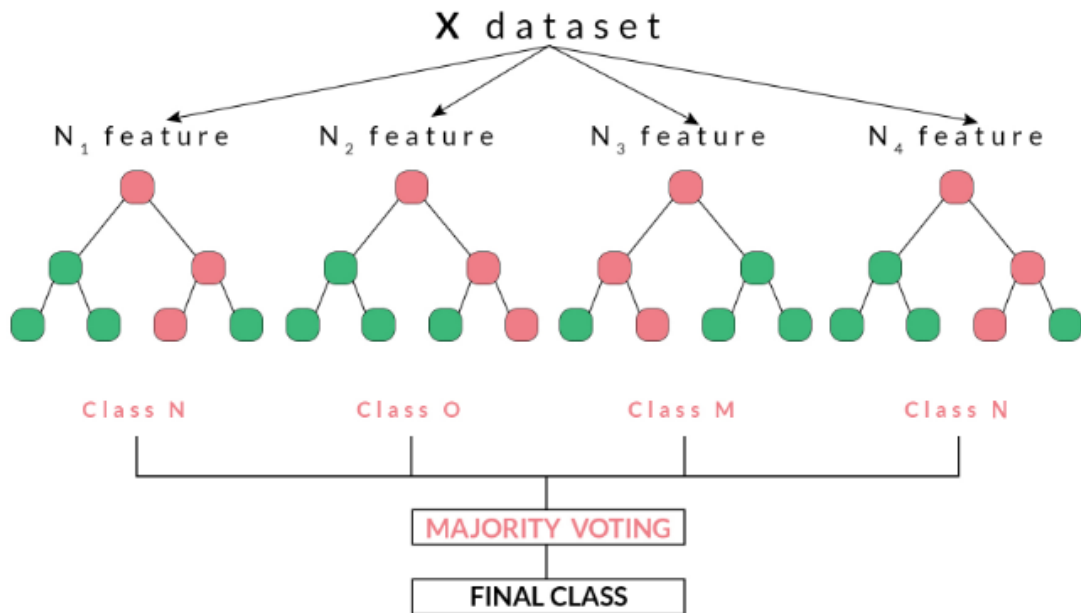 X dataset
N₁ feature N₂ feature N₃ feature N₄ feature
Class N Class O Class M Class N
MAJORITY VOTING
FINAL CLASS